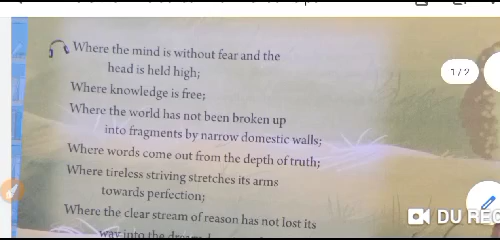 Where the mind is without fear and the
head is held high;
Where knowledge is free;
Where the world has not been broken up
into fragments by narrow domestic walls;
Where words come out from the depth of truth;
Where tireless striving stretches its arms
towards perfection;
Where the clear stream of reason has not lost its
way into the
1/2
DU REC